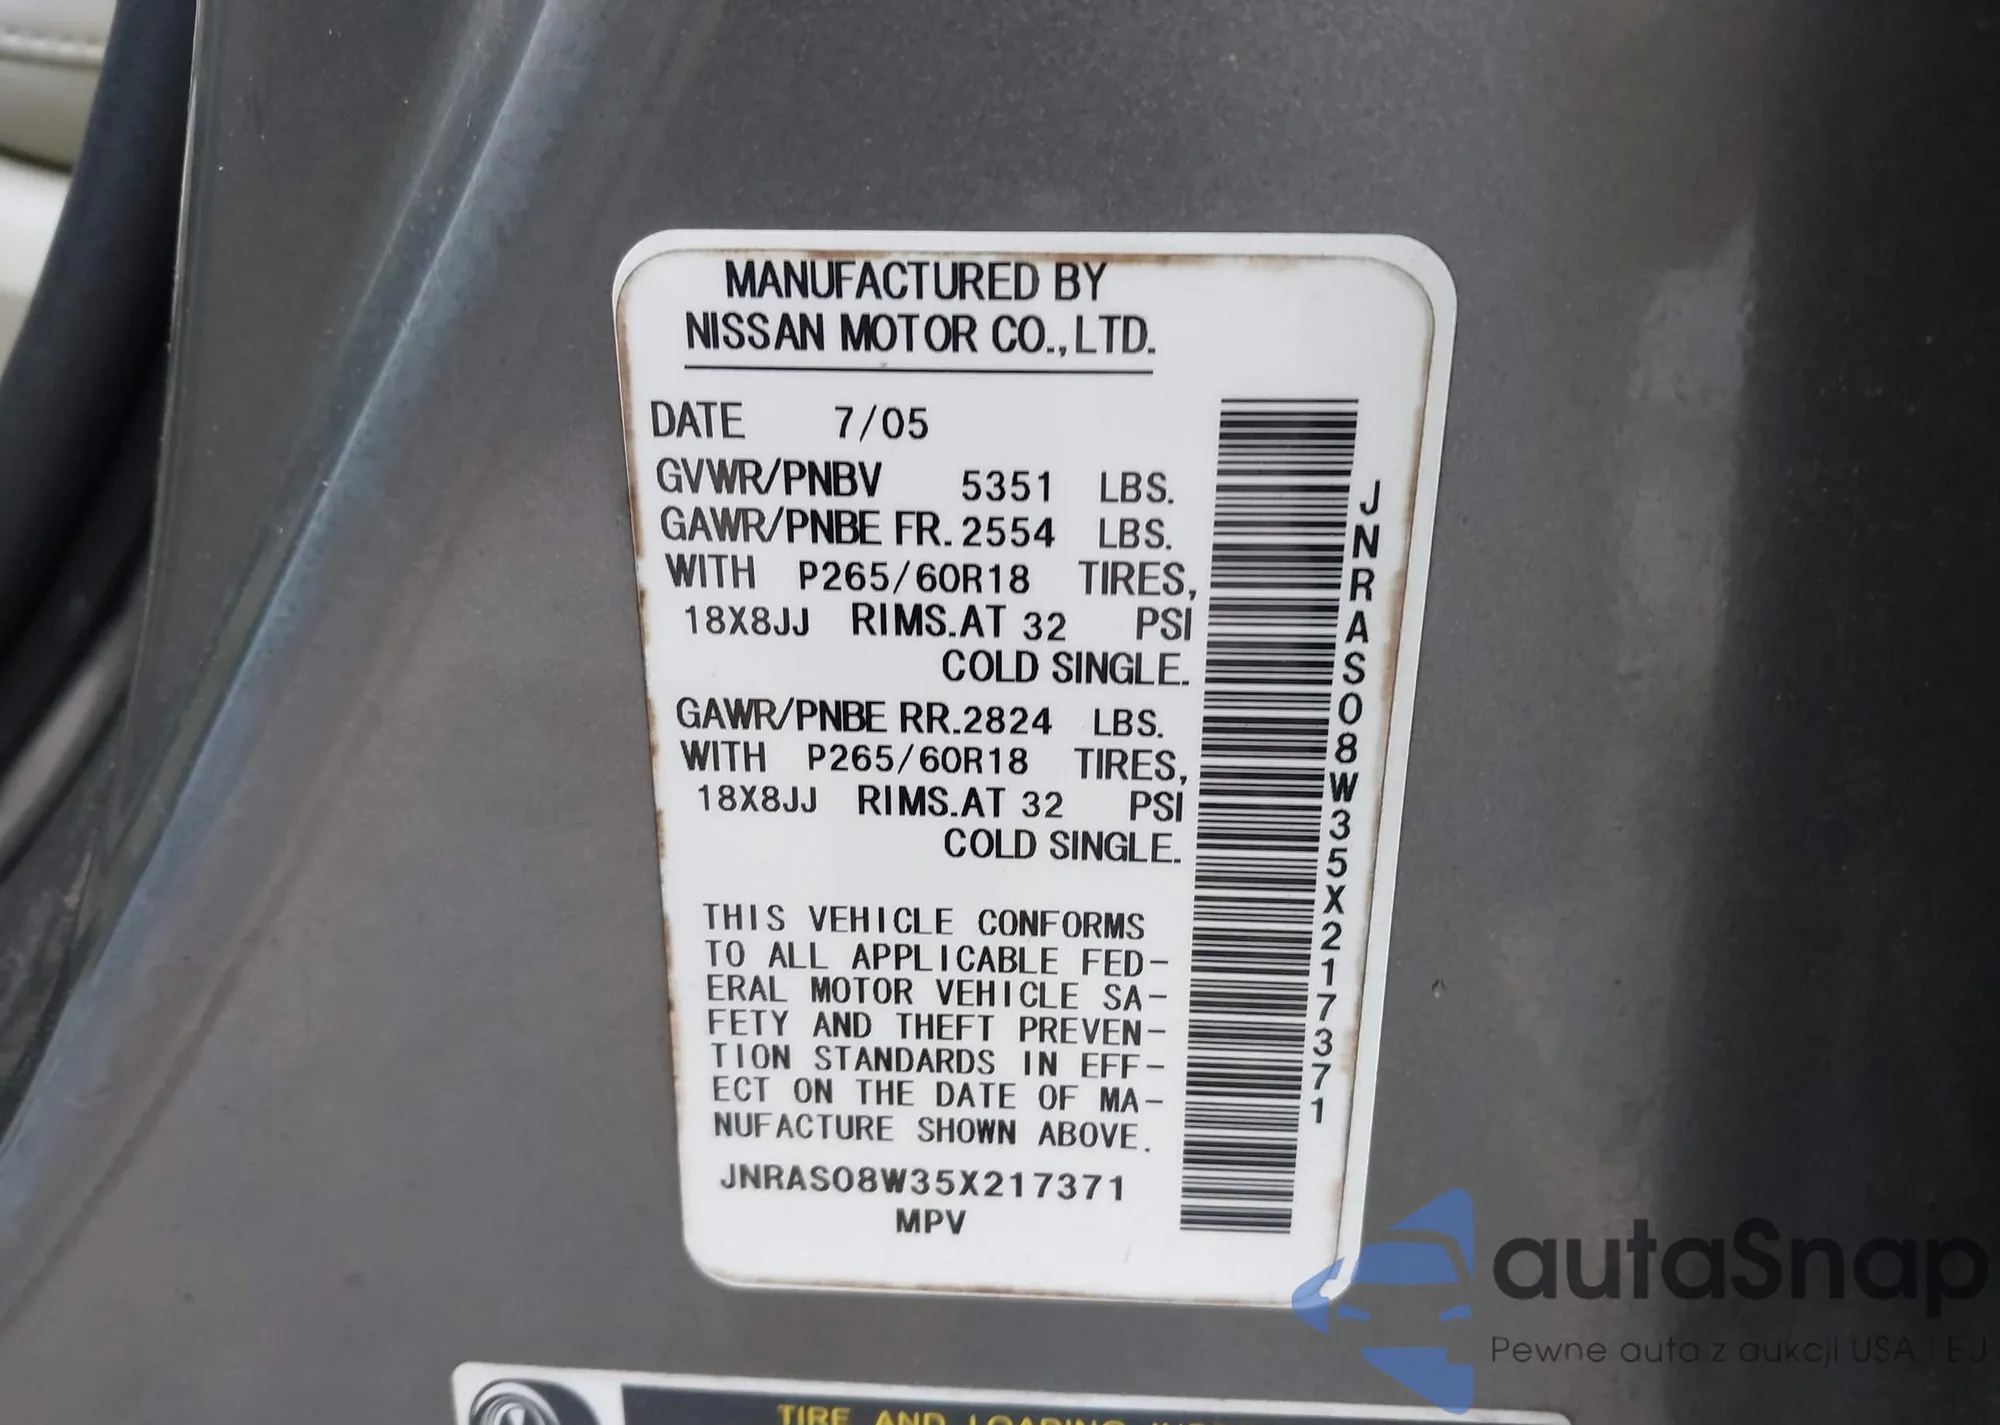 MANUFACTURED BY
NISSAN MOTOR CO.,LTD.
DATE 7/05
GVWR/PNBV 5351 LBS.
GAWR/PNBE FR. 2554 LBS.
WITH P265/60R18 TIRES,
18X8JJ RIMS.AT 32 PSI
COLD SINGLE.
GAWR/PNBE RR.2824 LBS.
WITH P265/60R18 TIRES,
18X8JJ RIMS.AT 32 PSI
COLD SINGLE.
THIS VEHICLE CONFORMS
TO ALL APPLICABLE FED-
ERAL MOTOR VEHICLE SA-
FETY AND THEFT PREVEN-
TION STANDARDS IN EFF-
ECT ON THE DATE OF MA-
NUFACTURE SHOWN ABOVE.
JNRAS08W35X217371
MPV
JNRAS08W35X217371
autaSnap
Pewne auta z aukcji USA i EJ
TIRE AND LOADING